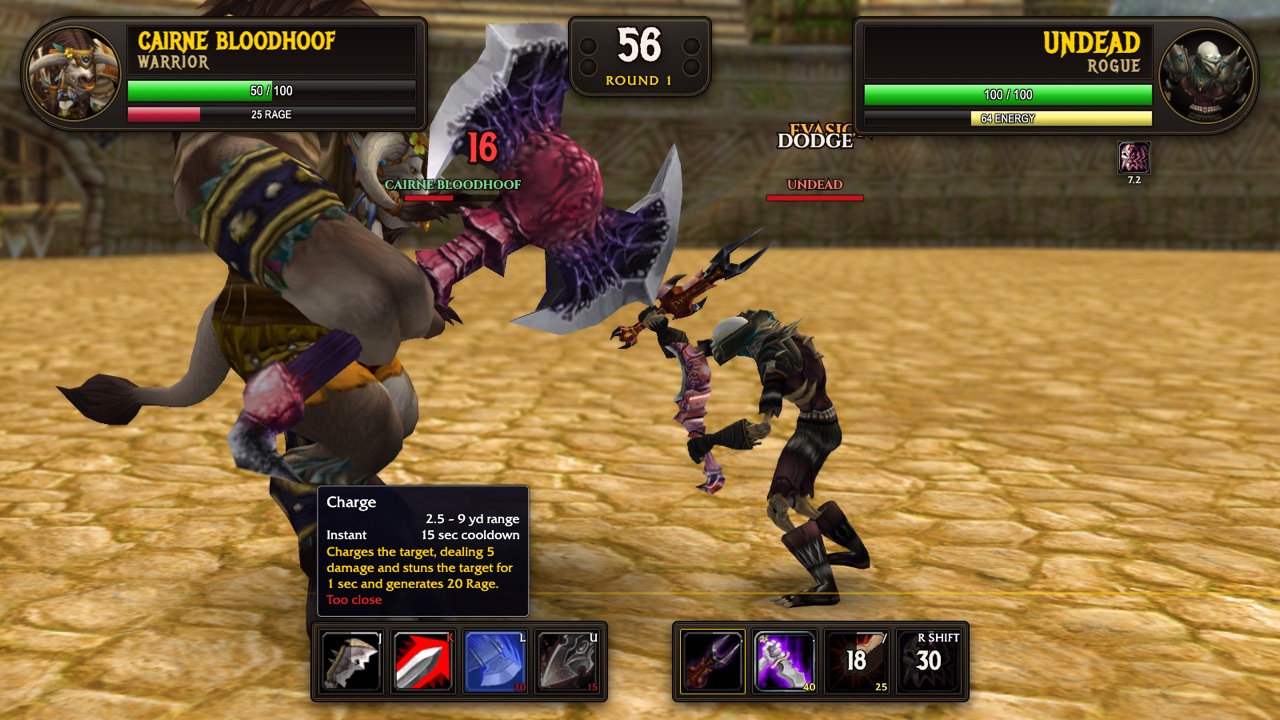 CAIRNE BLOODHOOF
WARRIOR
50 / 100
25 RAGE
56
ROUND 1
UNDEAD
ROGUE
100 / 100
64 ENERGY
7.2
16
CAIRNE BLOODHOOF
EVASION
DODGE
UNDEAD
Charge
2.5 - 9 yd range
Instant 15 sec cooldown
Charges the target, dealing 5
damage and stuns the target for
1 sec and generates 20 Rage.
Too close
J K L U
30 15
/ R SHIFT
18 30
40 25